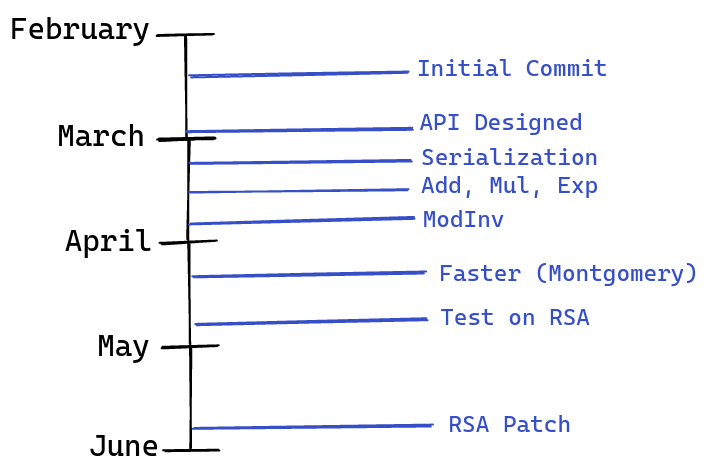 February
Initial Commit
API Designed
March
Serialization
Add, Mul, Exp
ModInv
April
Faster (Montgomery)
Test on RSA
May
RSA Patch
June